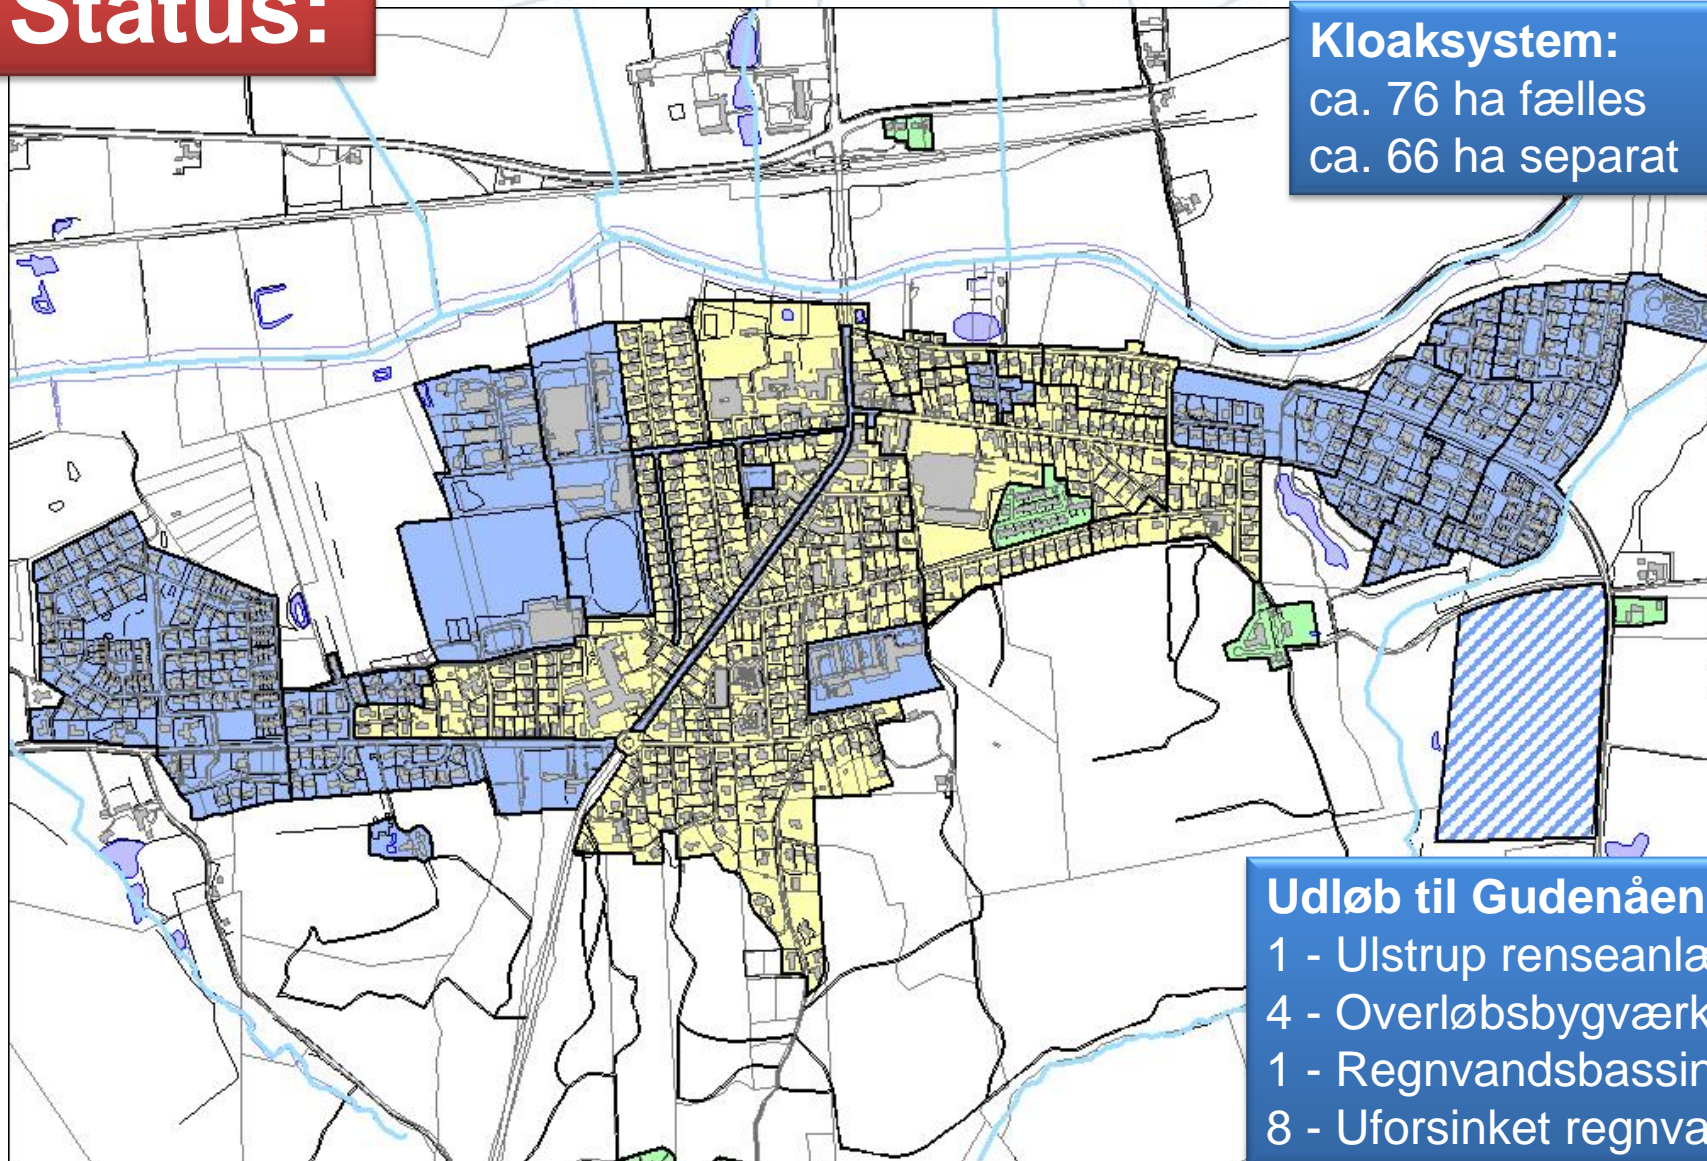 Status:
Kloaksystem:
ca. 76 ha fælles
ca. 66 ha separat
Udløb til Gudenåen
1 - Ulstrup renseanlæ
4 - Overløbsbygværk
1 - Regnvandsbassin
8 - Uforsinket regnva